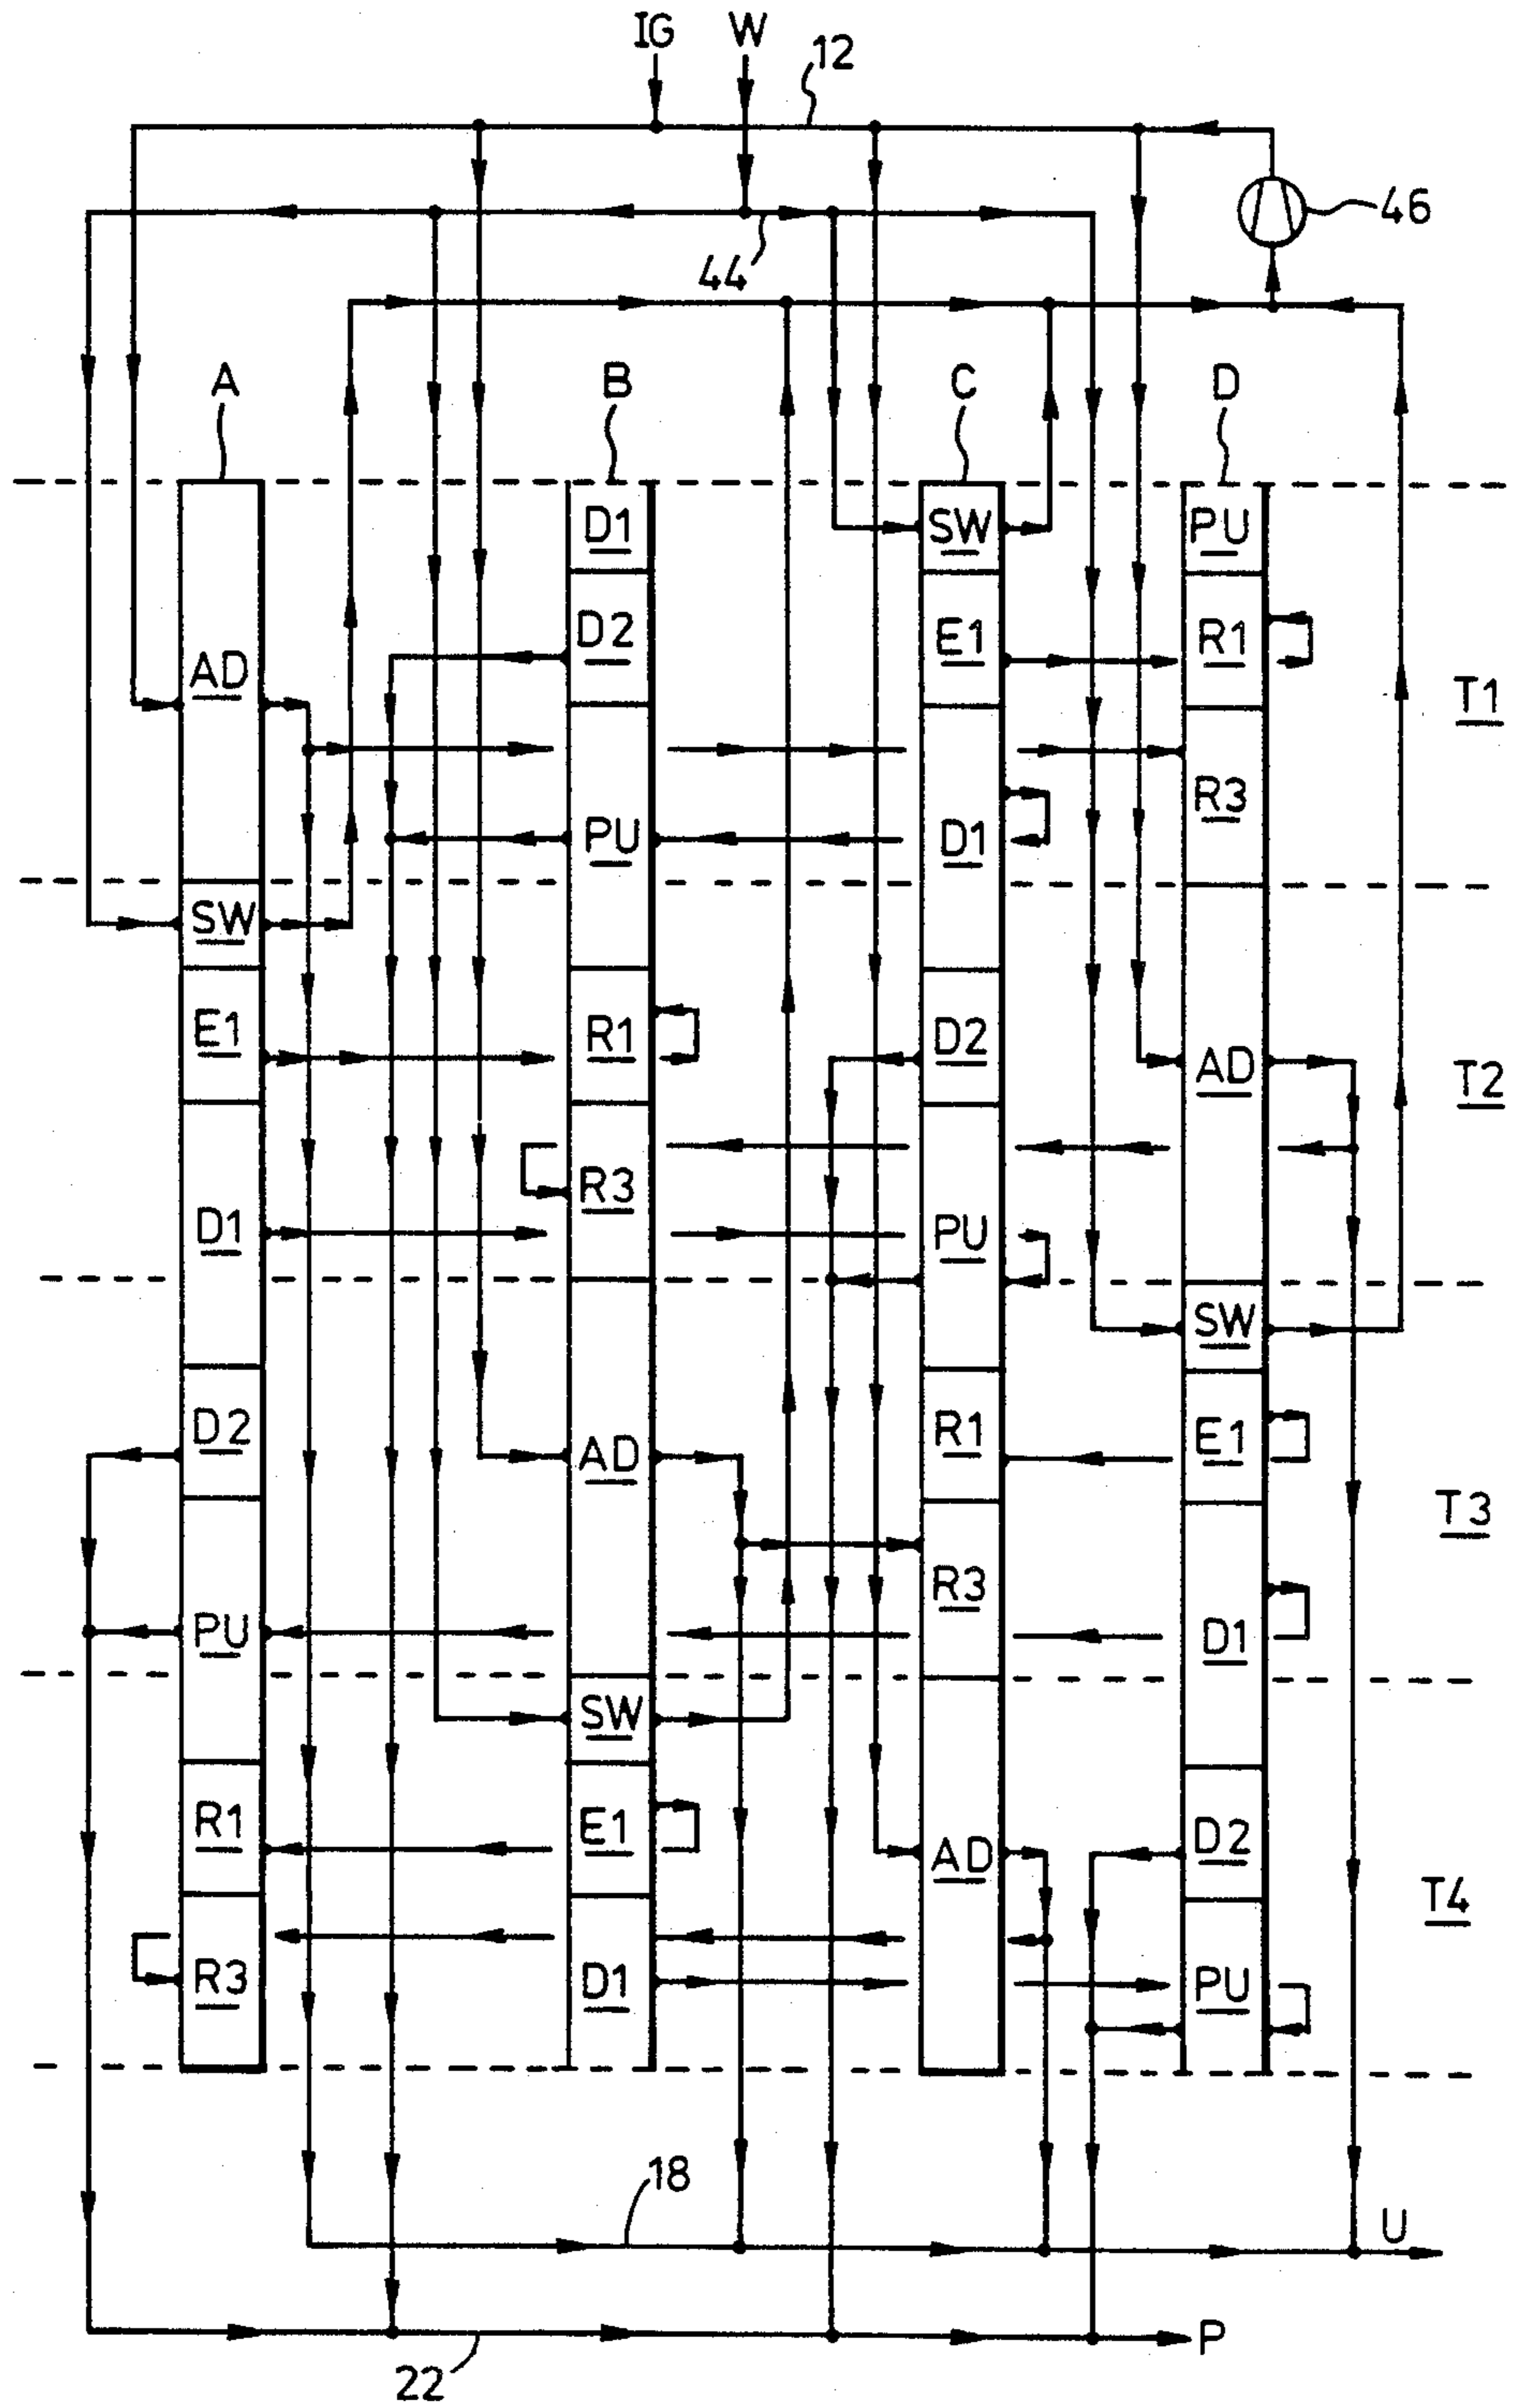 IG W 12
46
44
A B C D
D1 SW PU
D2 E1 R1
AD T1
R3
PU D1
SW
E1 R1 D2
AD T2
D1 R3 PU
SW
D2 AD R1 E1
T3
R3
PU D1
SW
R1 E1 AD D2
T4
R3 D1 PU
18 U
22 P